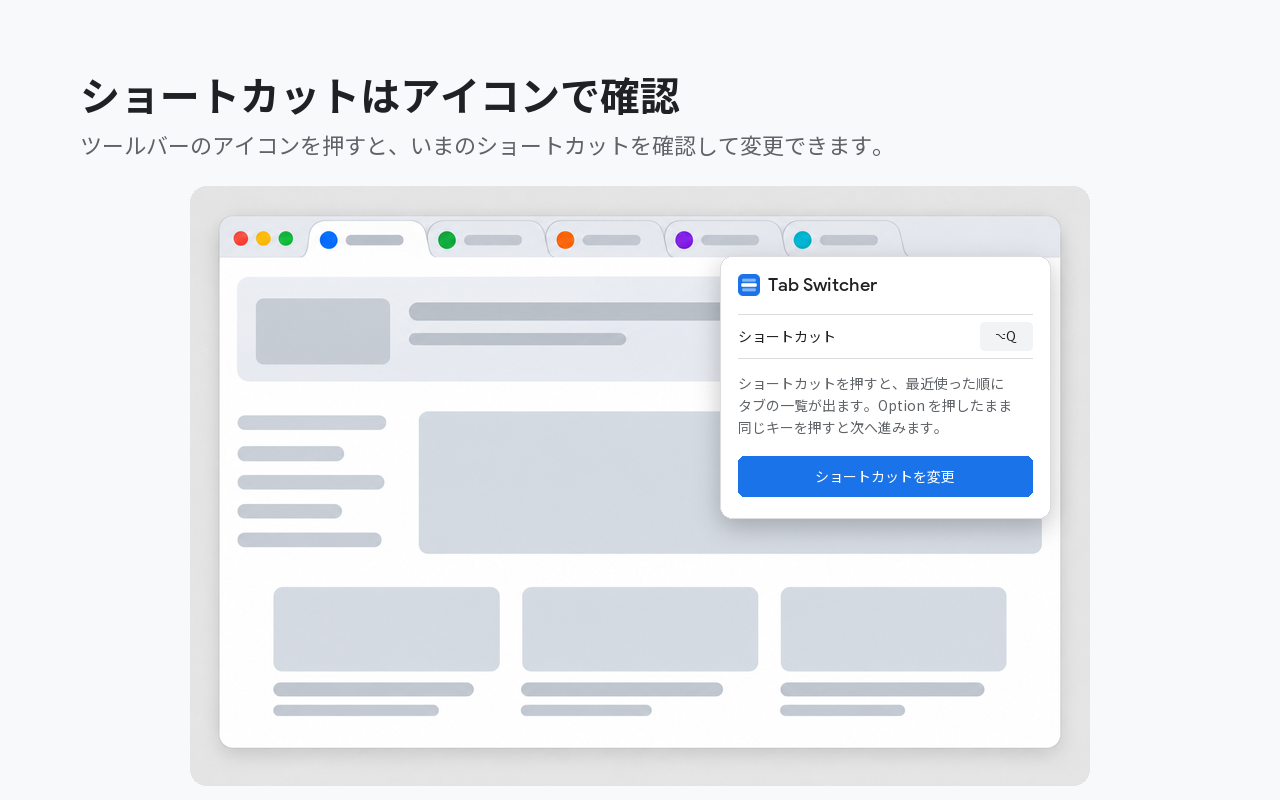 ショートカットはアイコンで確認
ツールバーのアイコンを押すと、いまのショートカットを確認して変更できます。
Tab Switcher
ショートカット
⌥Q
ショートカットを押すと、最近使った順に
タブの一覧が出ます。Option を押したまま
同じキーを押すと次へ進みます。
ショートカットを変更